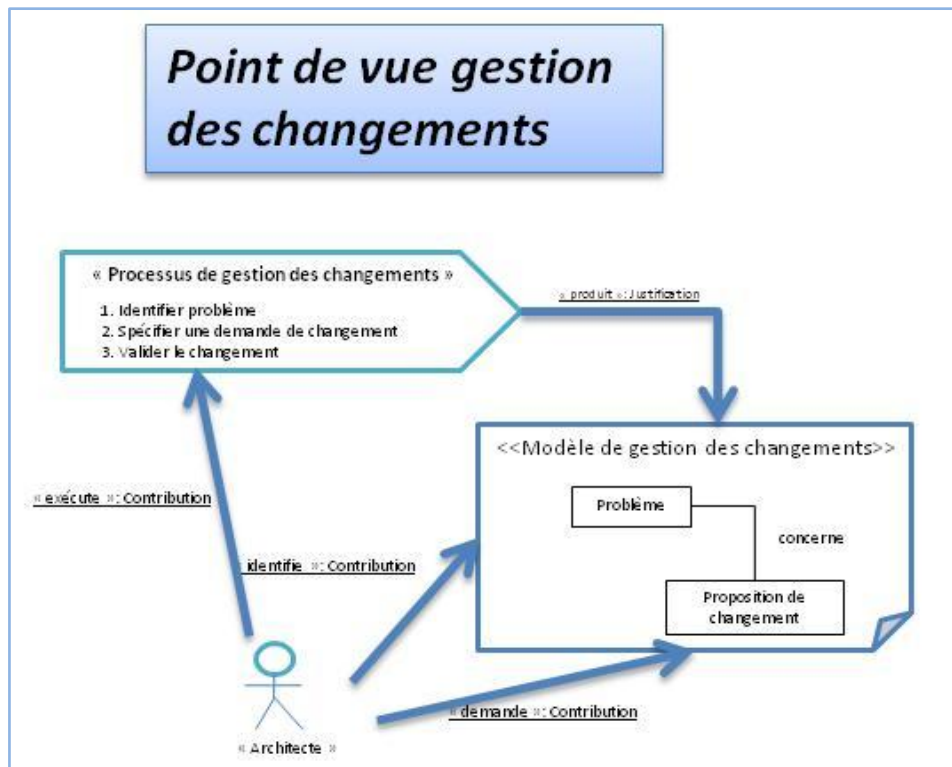 Point de vue gestion
des changements
« Processus de gestion des changements »
1. Identifier problème
2. Spécifier une demande de changement
3. Valider le changement
« produit »: Justification
<<Modèle de gestion des changements>>
Problème
concerne
Proposition de
changement
« exécute »: Contribution
« identifie »: Contribution
« demande »: Contribution
« Architecte »